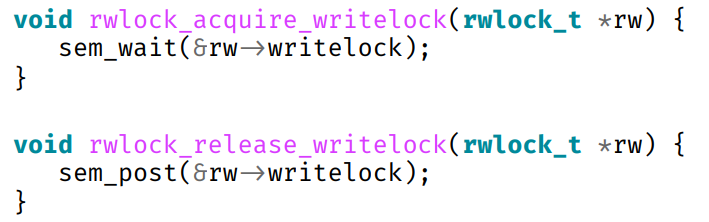 void rwlock_acquire_writelock(rwlock_t *rw) {
   sem_wait(&rw->writelock);
}

void rwlock_release_writelock(rwlock_t *rw) {
   sem_post(&rw->writelock);
}